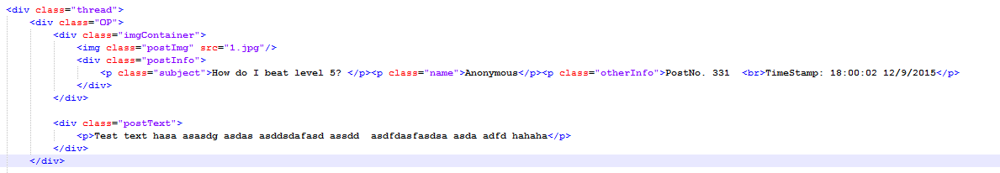 <div class="thread">
<div class="OP">
<div class="imgContainer">
<img class="postImg" src="1.jpg"/>
<div class="postInfo">
<p class="subject">How do I beat level 5? </p><p class="name">Anonymous</p><p class="otherInfo">PostNo. 331  <br>TimeStamp: 18:00:02 12/9/2015</p>
</div>
</div>
<div class="postText">
<p>Test text hasa asasdg asdas asddsdafasd assdd  asdfdasfasdsa asda adfd hahaha</p>
</div>
</div>